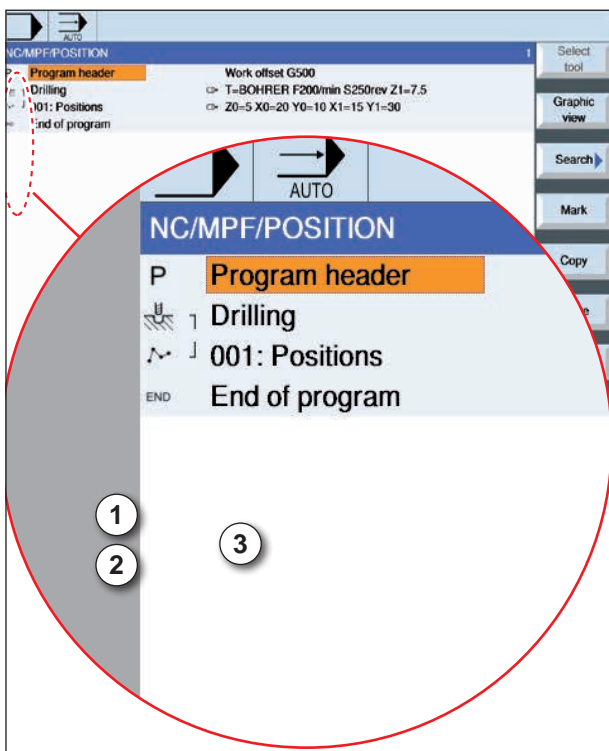 AUTO
NC/MPF/POSITION 1
Select
tool
P Program header Work offset G500
Drilling T=BOHRER F200/min S250rev Z1=7.5
001: Positions Z0=5 X0=20 Y0=10 X1=15 Y1=30
End of program
Graphic
view
Search
Mark
Copy
AUTO
NC/MPF/POSITION
P Program header
Drilling
001: Positions
END End of program
1
2
3